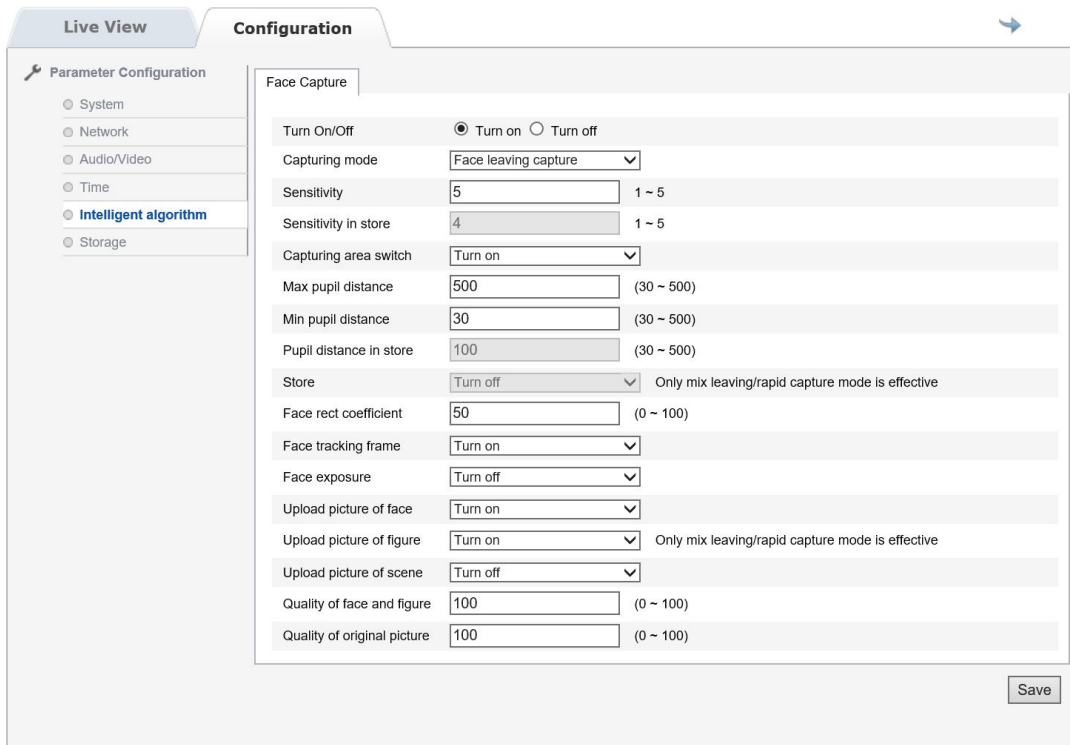 Live View
Configuration
Parameter Configuration
System
Network
Audio/Video
Time
Intelligent algorithm
Storage
Face Capture
Turn On/Off Turn on Turn off
Capturing mode Face leaving capture
Sensitivity 5 1 ~ 5
Sensitivity in store 4 1 ~ 5
Capturing area switch Turn on
Max pupil distance 500 (30 ~ 500)
Min pupil distance 30 (30 ~ 500)
Pupil distance in store 100 (30 ~ 500)
Store Turn off Only mix leaving/rapid capture mode is effective
Face rect coefficient 50 (0 ~ 100)
Face tracking frame Turn on
Face exposure Turn off
Upload picture of face Turn on
Upload picture of figure Turn on Only mix leaving/rapid capture mode is effective
Upload picture of scene Turn off
Quality of face and figure 100 (0 ~ 100)
Quality of original picture 100 (0 ~ 100)
Save